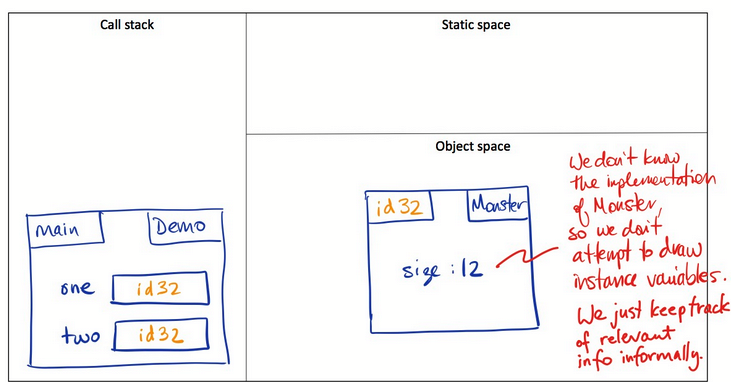 Call stack
Static space
Object space
main
Demo
one
id32
two
id32
id32
Monster
size : 12
We don't know
the implementation
of Monster,
so we don't
attempt to draw
instance variables.
We just keep track
of relevant
info informally.